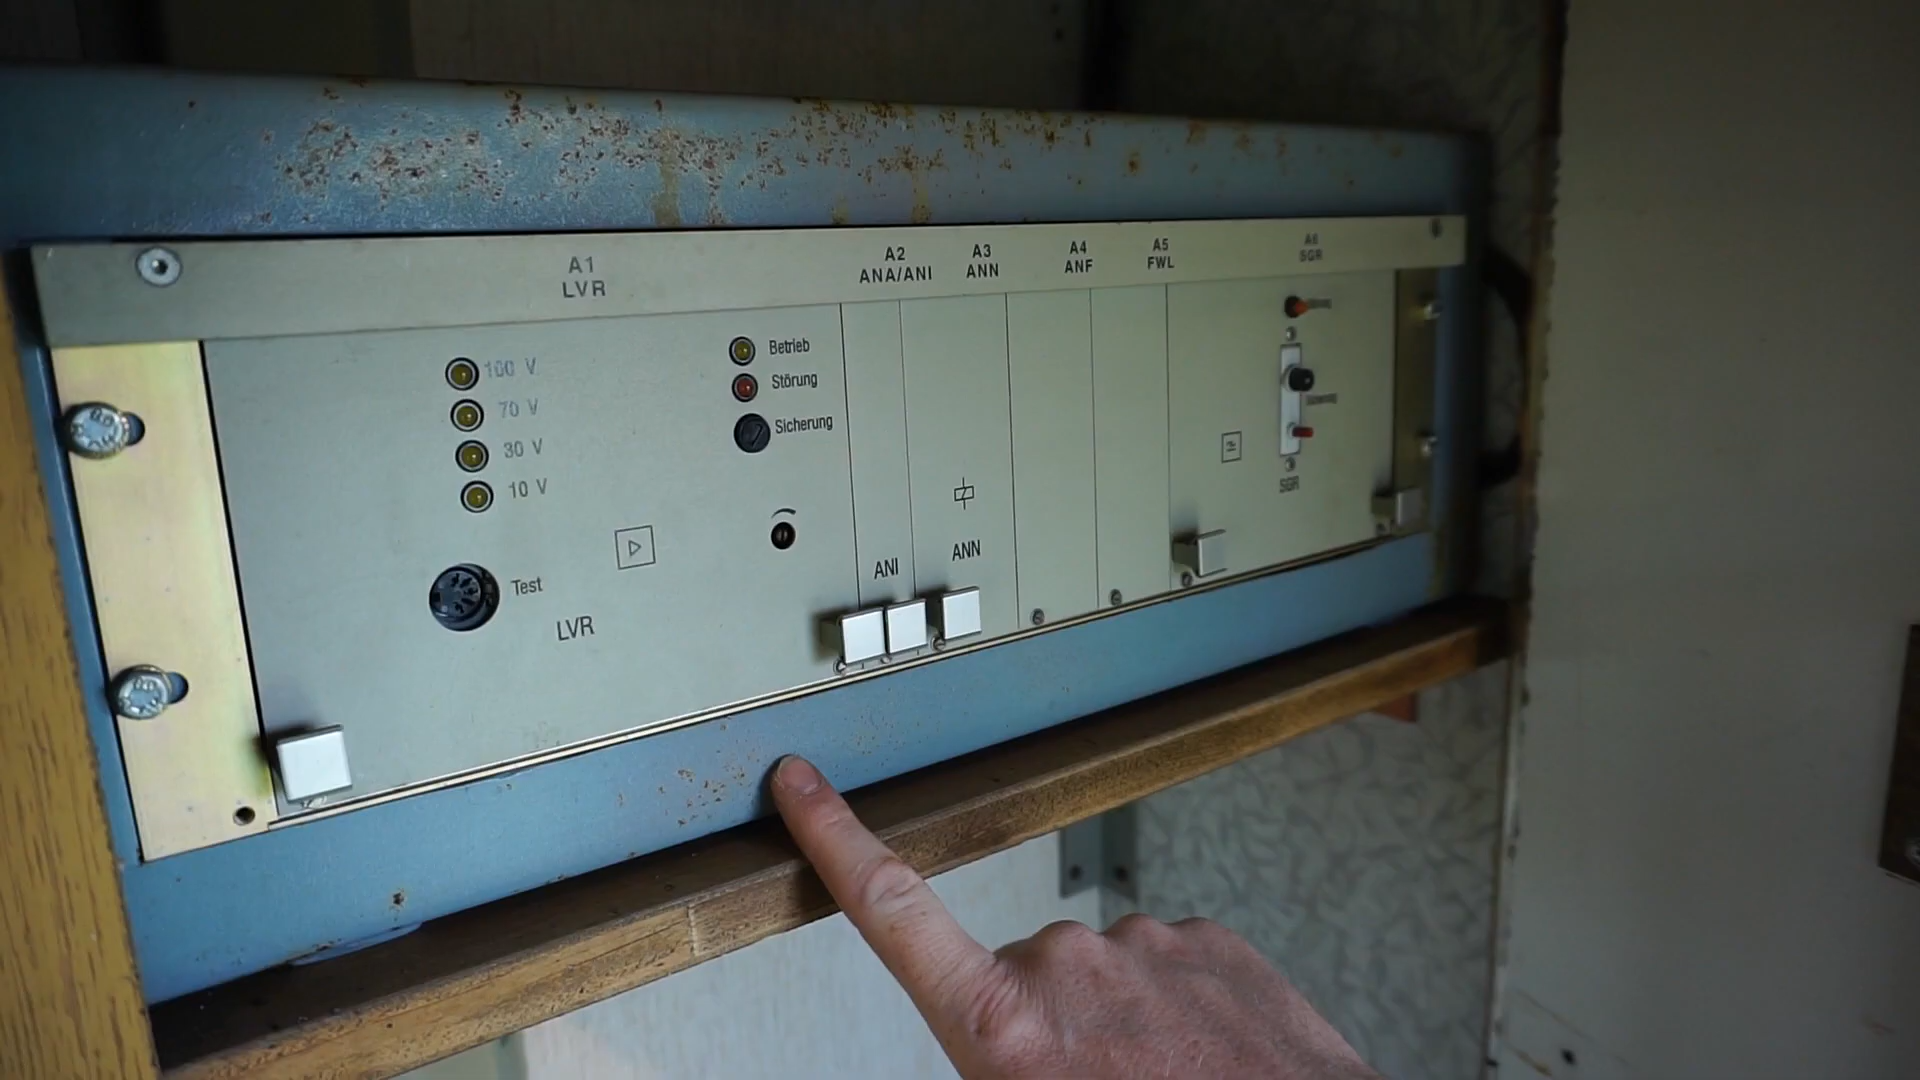 A1
LVR
A2
ANA/ANI
A3
ANN
A4
ANF
A5
FWL
A6
SGR
100 V
70 V
30 V
10 V
Betrieb
Störung
Sicherung
Test
LVR
ANI
ANN
SGR